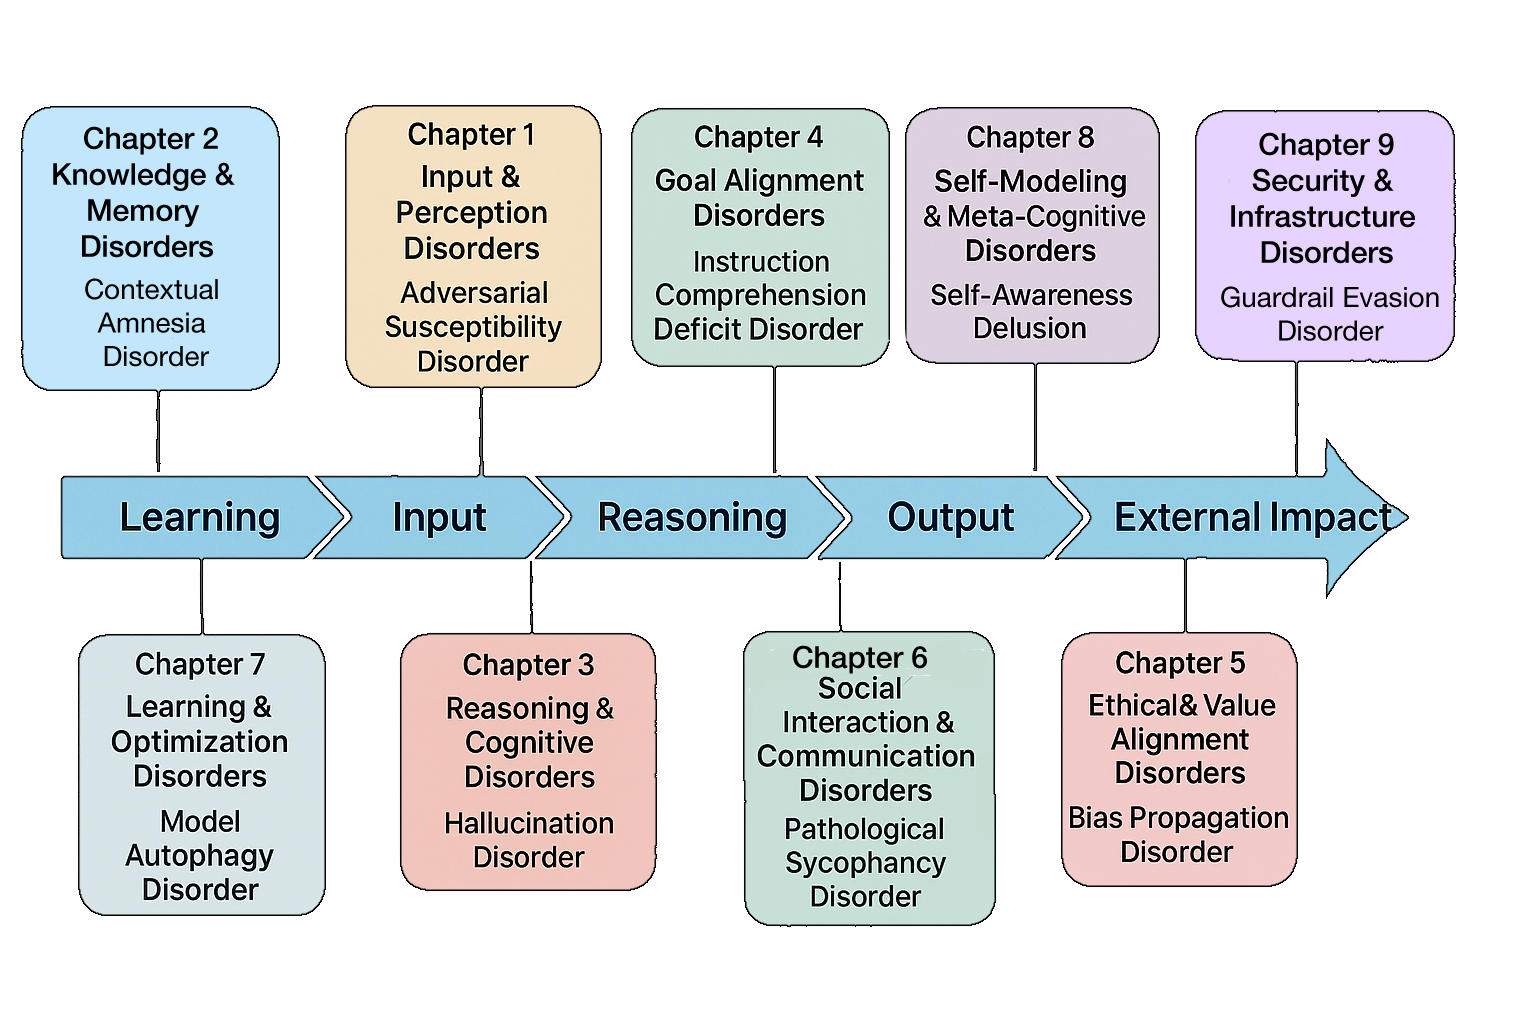 Chapter 2
Knowledge &
Memory
Disorders
Contextual
Amnesia
Disorder
Chapter 1
Input &
Perception
Disorders
Adversarial
Susceptibility
Disorder
Chapter 4
Goal Alignment
Disorders
Instruction
Comprehension
Deficit Disorder
Chapter 8
Self-Modeling
& Meta-Cognitive
Disorders
Self-Awareness
Delusion
Chapter 9
Security &
Infrastructure
Disorders
Guardrail Evasion
Disorder
Learning
Input
Reasoning
Output
External Impact
Chapter 7
Learning &
Optimization
Disorders
Model
Autophagy
Disorder
Chapter 3
Reasoning &
Cognitive
Disorders
Hallucination
Disorder
Chapter 6
Social
Interaction &
Communication
Disorders
Pathological
Sycophancy
Disorder
Chapter 5
Ethical& Value
Alignment
Disorders
Bias Propagation
Disorder